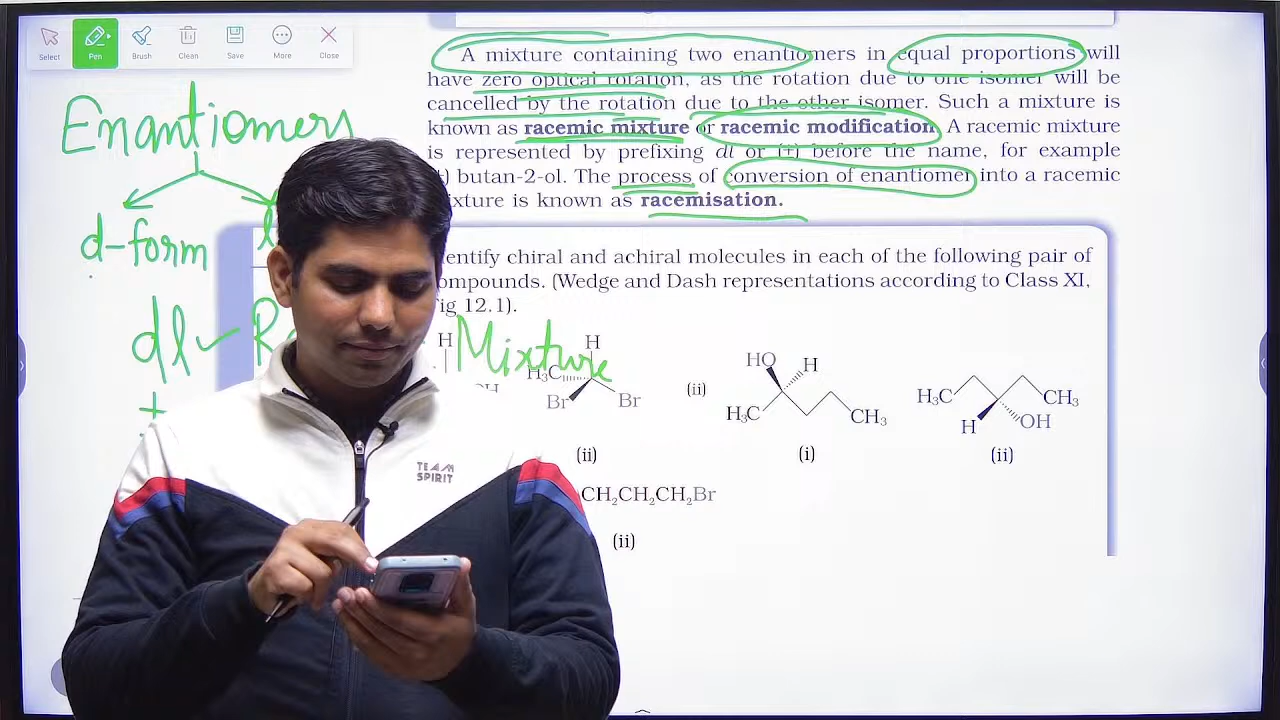 Select Pen Brush Clean Save More Close
A mixture containing two enantiomers in equal proportions will
have zero optical rotation, as the rotation due to one isomer will be
cancelled by the rotation due to the other isomer. Such a mixture is
known as racemic mixture or racemic modification. A racemic mixture
is represented by prefixing dl or (±) before the name, for example
) butan-2-ol. The process of conversion of enantiomer into a racemic
ixture is known as racemisation.
Enantiomers
d-form l
dl
Mixture
+
entify chiral and achiral molecules in each of the following pair of
ompounds. (Wedge and Dash representations according to Class XI,
ig 12.1).
H H
H₃C Br Br
(ii) HO H
H₃C CH₃
H₃C CH₃
H OH
(ii) (i) (ii)
CH₂CH₂CH₂Br
(ii)
TEAM
SPIRIT